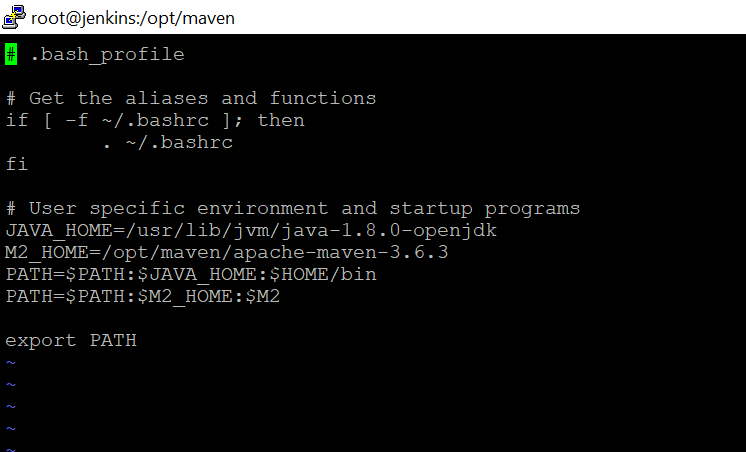 root@jenkins:/opt/maven
# .bash_profile
# Get the aliases and functions
if [ -f ~/.bashrc ]; then
        . ~/.bashrc
fi
# User specific environment and startup programs
JAVA_HOME=/usr/lib/jvm/java-1.8.0-openjdk
M2_HOME=/opt/maven/apache-maven-3.6.3
PATH=$PATH:$JAVA_HOME:$HOME/bin
PATH=$PATH:$M2_HOME:$M2
export PATH
~
~
~
~
~